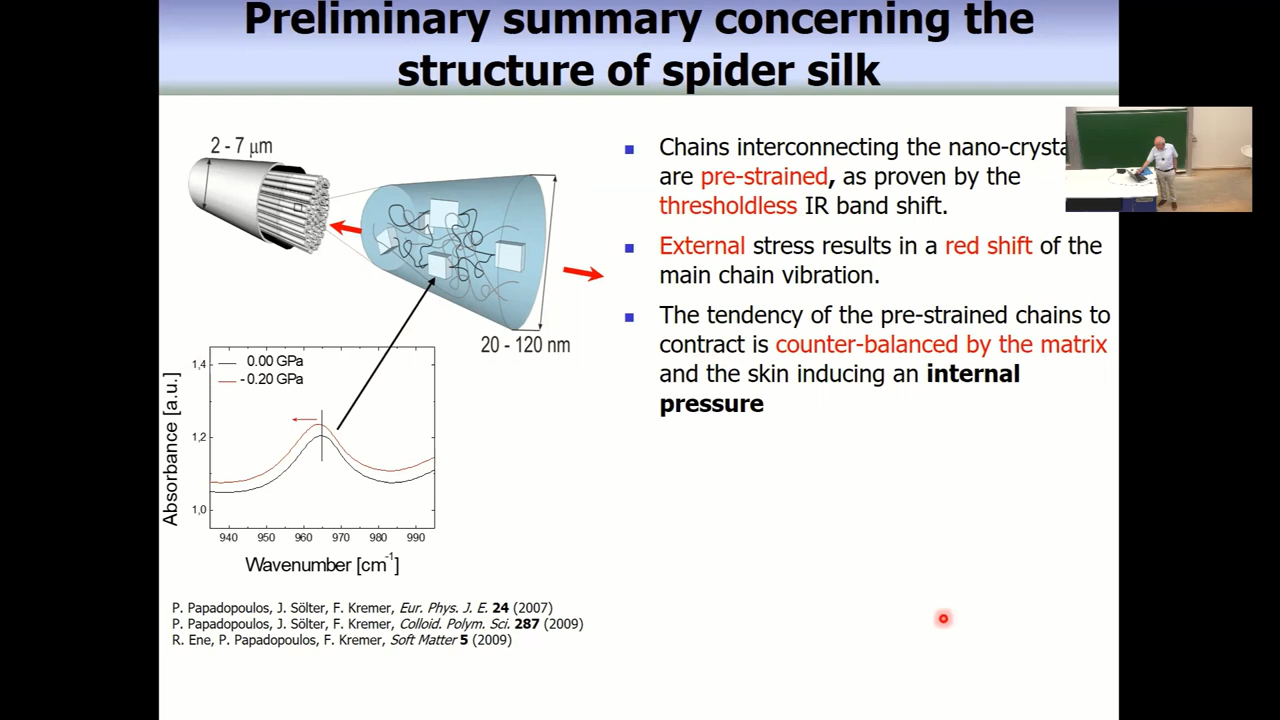 Preliminary summary concerning the
structure of spider silk
2 - 7 μm
20 - 120 nm
Chains interconnecting the
are pre-strained, as proven by the
thresholdless IR band shift.
External stress results in a red shift of the
main chain vibration.
The tendency of the pre-strained chains to
contract is counter-balanced by the matrix
and the skin inducing an internal
pressure
0.00 GPa
-0.20 GPa
Absorbance [a.u.]
1,4
1,2
1,0
940 950 960 970 980 990
Wavenumber [cm⁻¹]
P. Papadopoulos, J. Sölter, F. Kremer, Eur. Phys. J. E. 24 (2007)
P. Papadopoulos, J. Sölter, F. Kremer, Colloid. Polym. Sci. 287 (2009)
R. Ene, P. Papadopoulos, F. Kremer, Soft Matter 5 (2009)